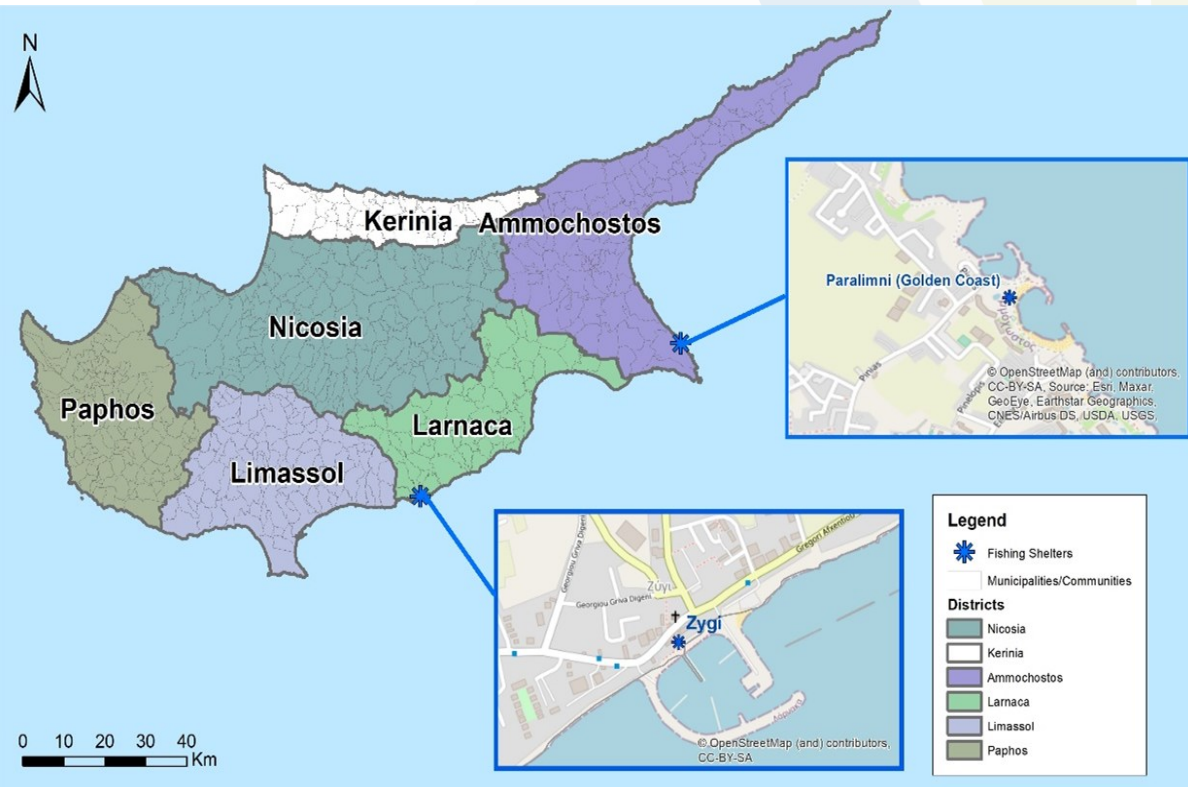 N
Kerinia
Ammochostos
Nicosia
Paphos
Larnaca
Limassol
Paralimni (Golden Coast)
Pirilas
© OpenStreetMap (and) contributors,
CC-BY-SA, Source: Esri, Maxar,
GeoEye, Earthstar Geographics,
CNES/Airbus DS, USDA, USGS,
Georgiou Griva Digeni
Gregori Afxentiou
Ζύγι
Georgiou Griva Digeni
Zygi
© OpenStreetMap (and) contributors,
CC-BY-SA
Legend
Fishing Shelters
Municipalities/Communities
Districts
Nicosia
Kerinia
Ammochostos
Larnaca
Limassol
Paphos
0 10 20 30 40
Km